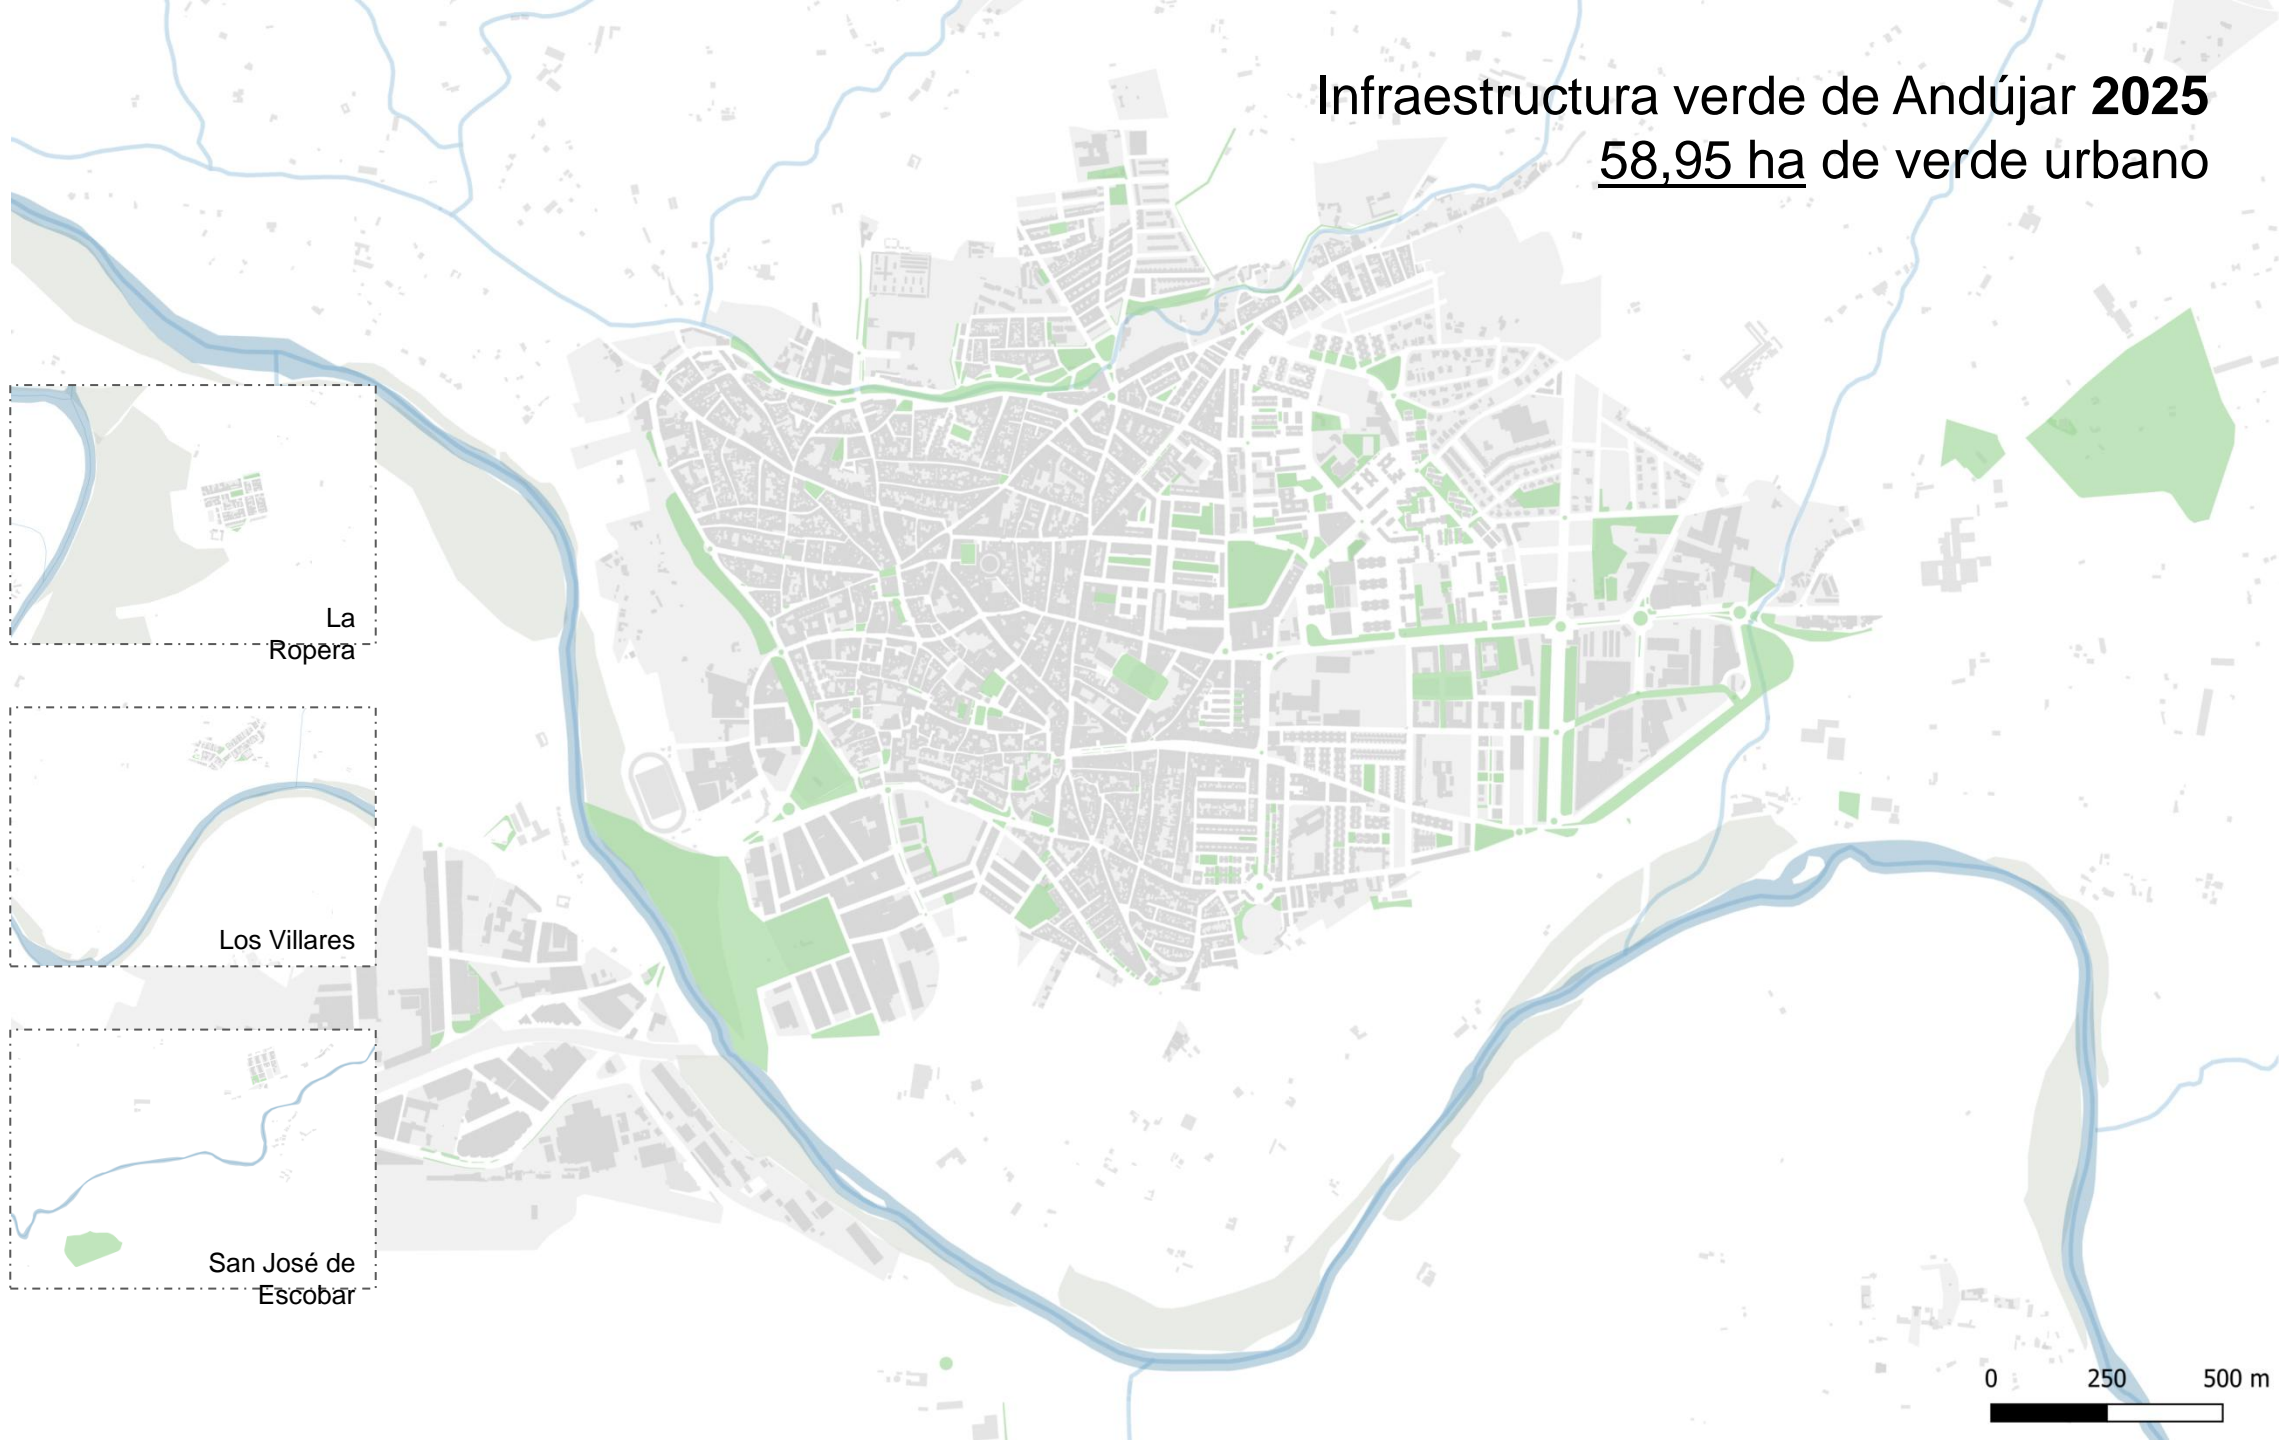 Infraestructura verde de Andújar 2025
58,95 ha de verde urbano
La
Ropera
Los Villares
San José de
Escobar
0 250 500 m